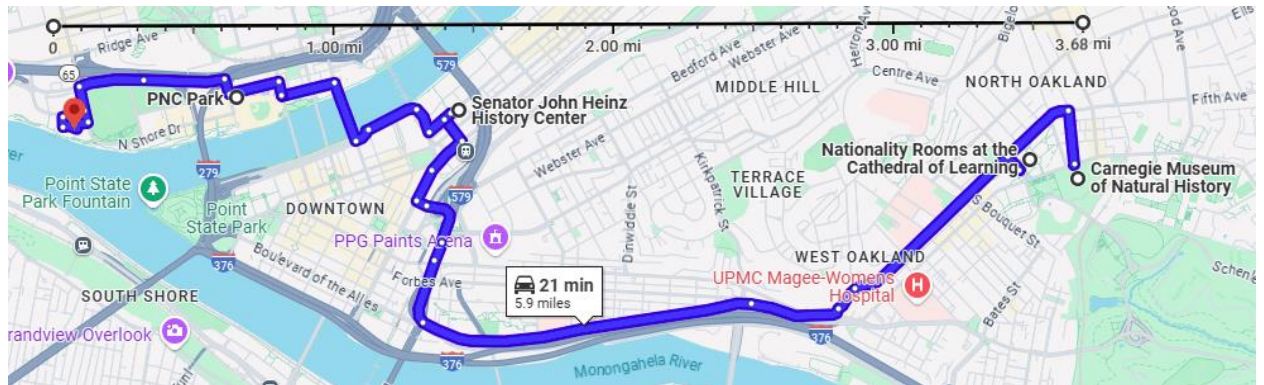 0
1.00 mi
2.00 mi
3.00 mi
3.68 mi
Ridge Ave
65
579
Bedford Ave
Webster Ave
Herron Ave
Centre Ave
MIDDLE HILL
NORTH OAKLAND
Fifth Ave
PNC Park
N Shore Dr
Senator John Heinz
History Center
Webster Ave
Kirkpatrick St
Dinwiddie St
TERRACE
VILLAGE
Nationality Rooms at the
Cathedral of Learning
Carnegie Museum
of Natural History
279
579
Point State
Park Fountain
Point
State Park
DOWNTOWN
PPG Paints Arena
S Bouquet St
WEST OAKLAND
376
Boulevard of the Allies
Forbes Ave
21 min
5.9 miles
UPMC Magee-Womens
Hospital
H
Bates St
SOUTH SHORE
randview Overlook
376
376
Monongahela River